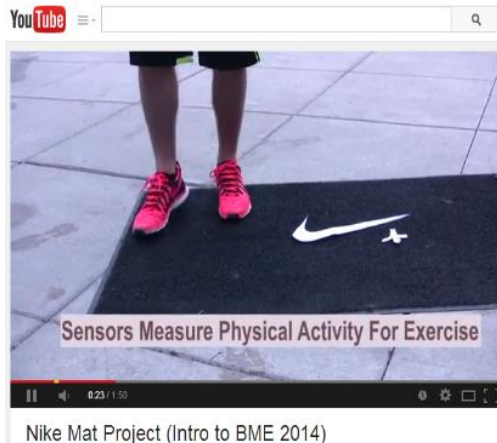 YouTube
Sensors Measure Physical Activity For Exercise
0:23 / 1:50
Nike Mat Project (Intro to BME 2014)